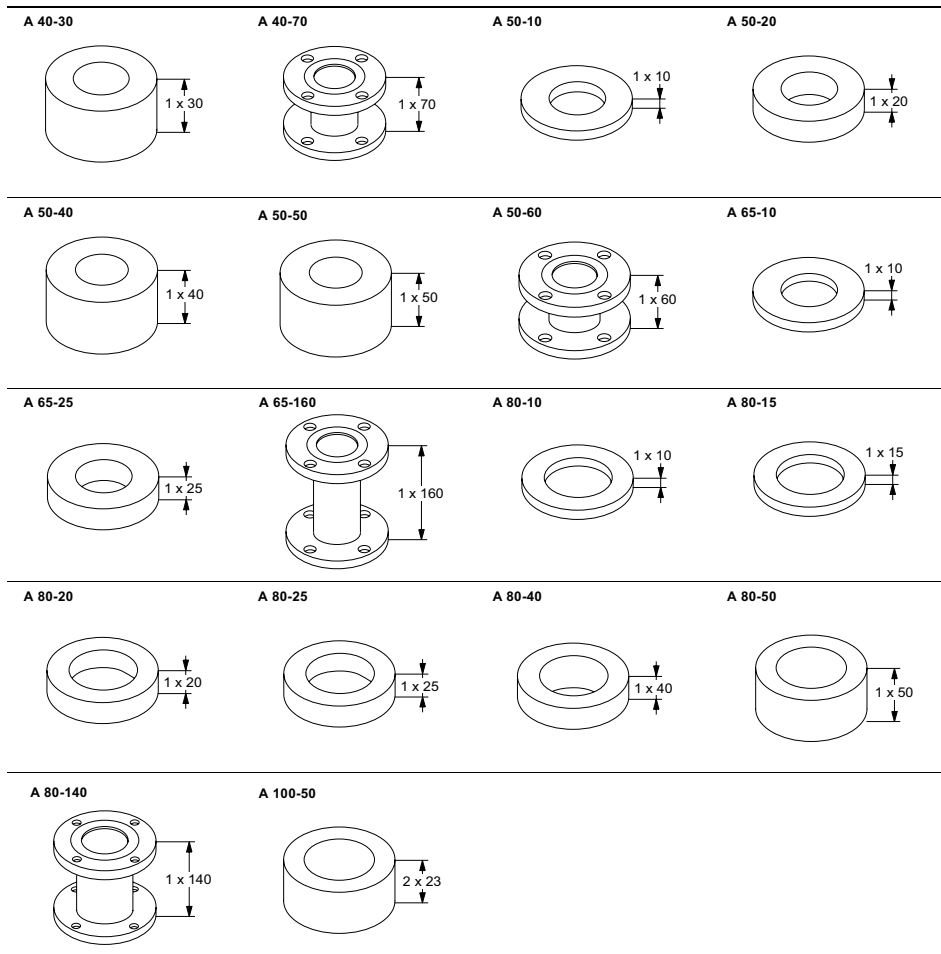 A 40-30
A 40-70
A 50-10
A 50-20
1 x 30
1 x 70
1 x 10
1 x 20
A 50-40
A 50-50
A 50-60
A 65-10
1 x 40
1 x 50
1 x 60
1 x 10
A 65-25
A 65-160
A 80-10
A 80-15
1 x 25
1 x 160
1 x 10
1 x 15
A 80-20
A 80-25
A 80-40
A 80-50
1 x 20
1 x 25
1 x 40
1 x 50
A 80-140
A 100-50
1 x 140
2 x 23